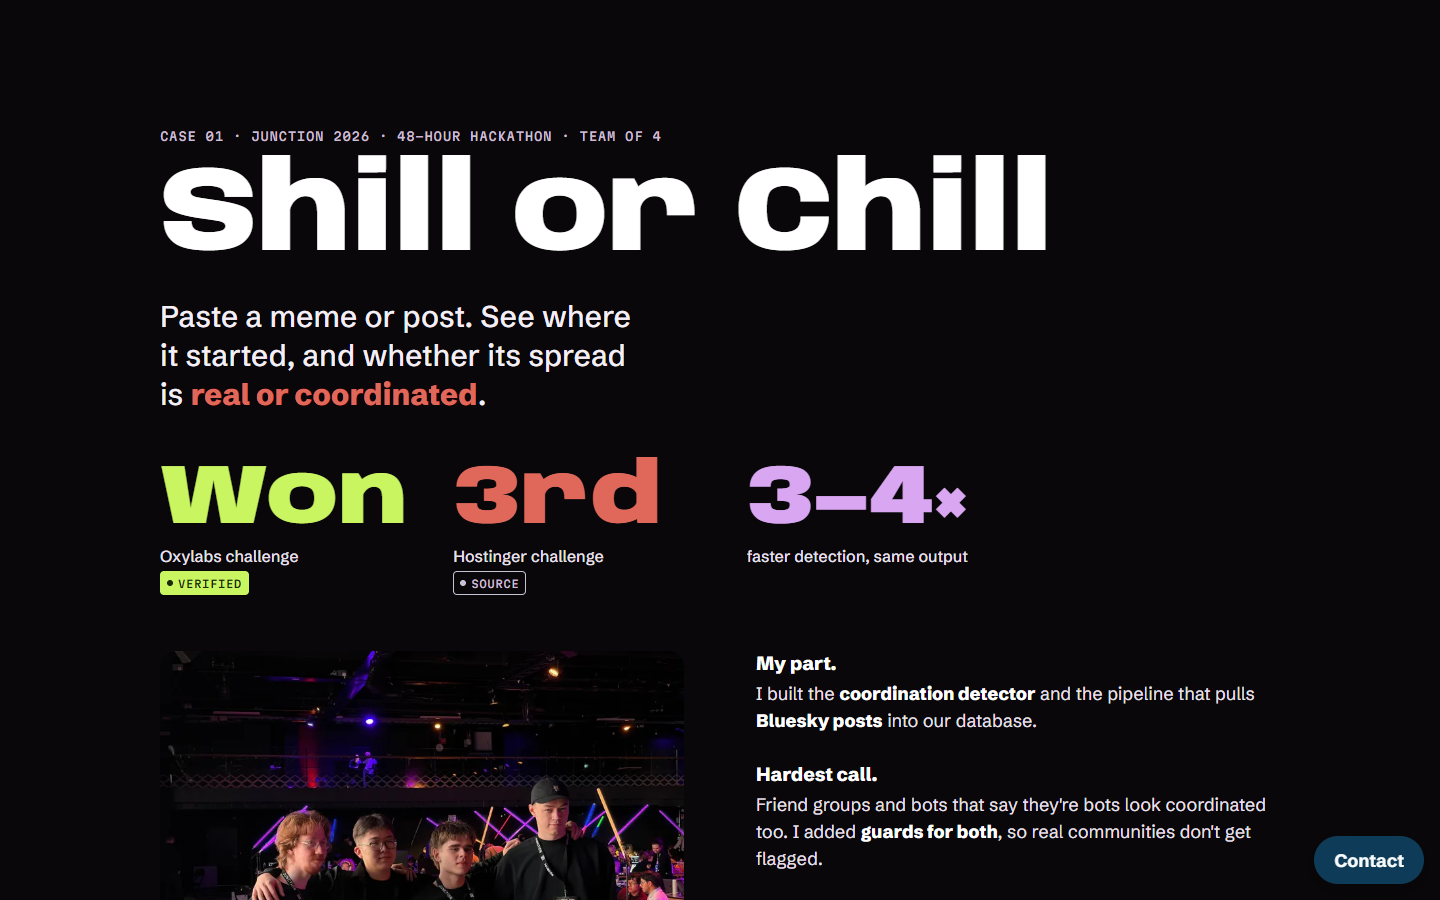 CASE 01 · JUNCTION 2026 · 48-HOUR HACKATHON · TEAM OF 4
Shill or Chill
Paste a meme or post. See where
it started, and whether its spread
is real or coordinated.
Won
Oxylabs challenge
• VERIFIED
3rd
Hostinger challenge
• SOURCE
3–4×
faster detection, same output
My part.
I built the coordination detector and the pipeline that pulls
Bluesky posts into our database.
Hardest call.
Friend groups and bots that say they're bots look coordinated
too. I added guards for both, so real communities don't get
flagged.
Contact